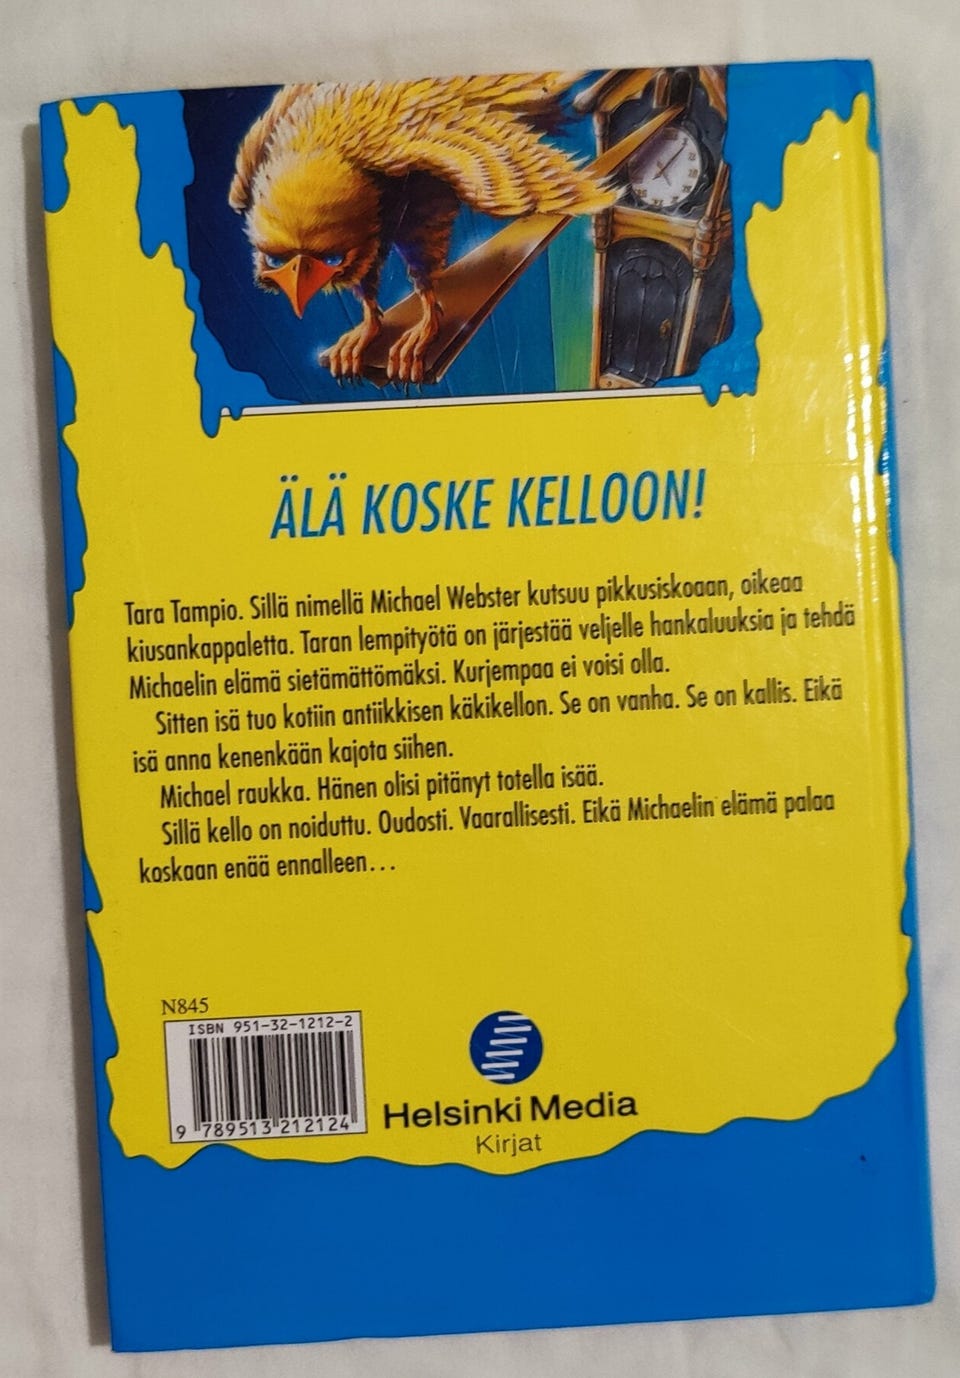 ÄLÄ KOSKE KELLOON!
Tara Tampio. Sillä nimellä Michael Webster kutsuu pikkusiskoaan, oikeaa
kiusankappaletta. Taran lempityötä on järjestää veljelle hankaluuksia ja tehdä
Michaelin elämä sietämättömäksi. Kurjempaa ei voisi olla.
Sitten isä tuo kotiin antiikkisen käkikellon. Se on vanha. Se on kallis. Eikä
isä anna kenenkään kajota siihen.
Michael raukka. Hänen olisi pitänyt totella isää.
Sillä kello on noiduttu. Oudosti. Vaarallisesti. Eikä Michaelin elämä palaa
koskaan enää ennalleen...
N845
ISBN 951-32-1212-2
9 789513 212124
Helsinki Media
Kirjat